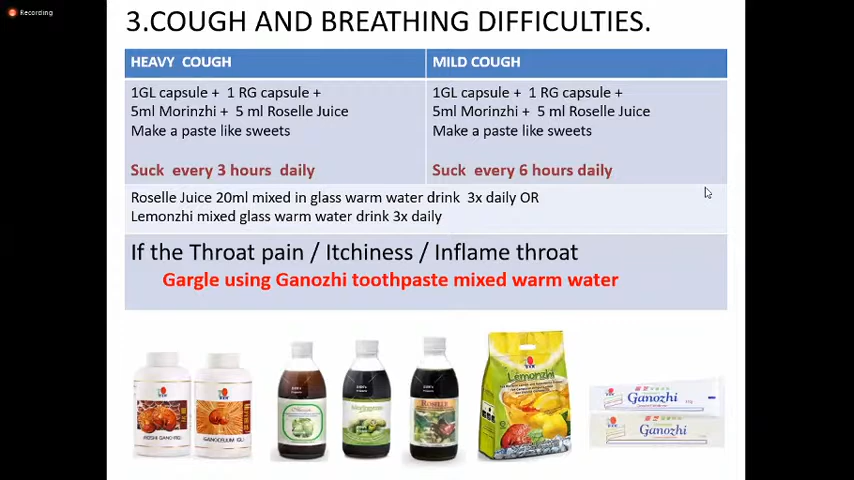 Recording
3.COUGH AND BREATHING DIFFICULTIES.
HEAVY COUGH
1GL capsule + 1 RG capsule +
5ml Morinzhi + 5 ml Roselle Juice
Make a paste like sweets
Suck every 3 hours daily
MILD COUGH
1GL capsule + 1 RG capsule +
5ml Morinzhi + 5 ml Roselle Juice
Make a paste like sweets
Suck every 6 hours daily
Roselle Juice 20ml mixed in glass warm water drink 3x daily OR
Lemonzhi mixed glass warm water drink 3x daily
If the Throat pain / Itchiness / Inflame throat
Gargle using Ganozhi toothpaste mixed warm water
GANODERLUM (GL)
ROSELLE
Lemonzhi
Ganozhi
Ganozhi